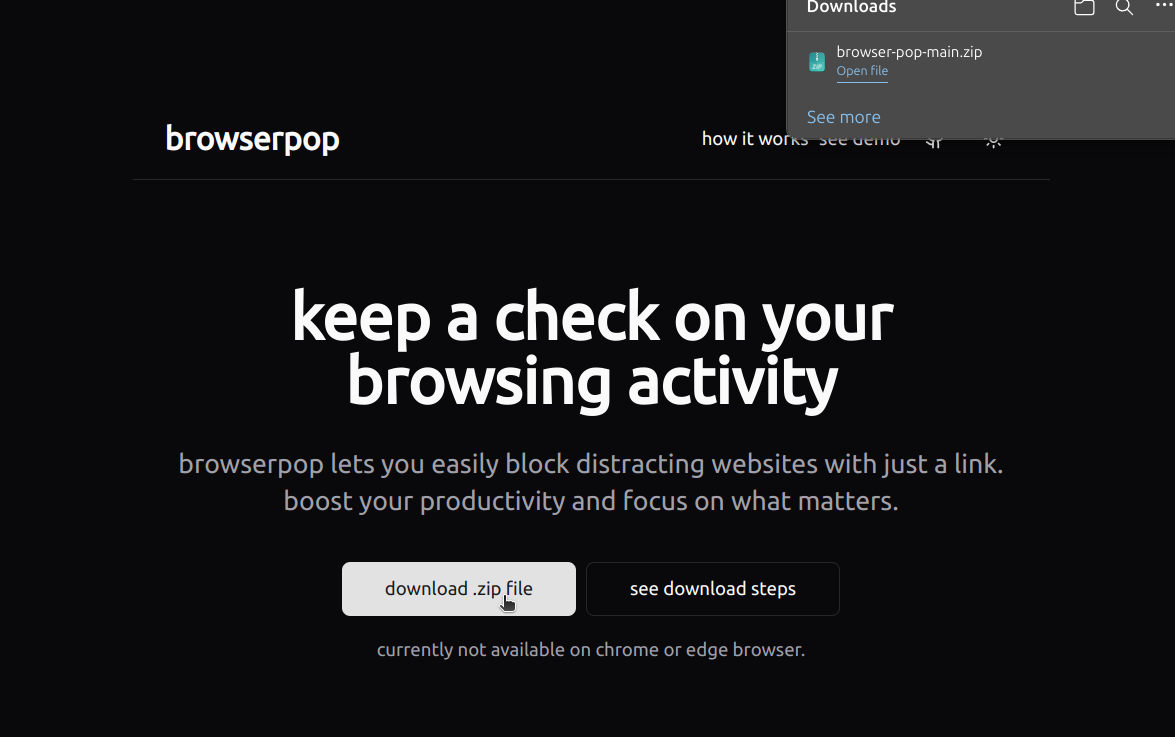 Downloads
browser-pop-main.zip
Open file
See more
browserpop
how it works see demo
keep a check on your
browsing activity
browserpop lets you easily block distracting websites with just a link.
boost your productivity and focus on what matters.
download .zip file
see download steps
currently not available on chrome or edge browser.